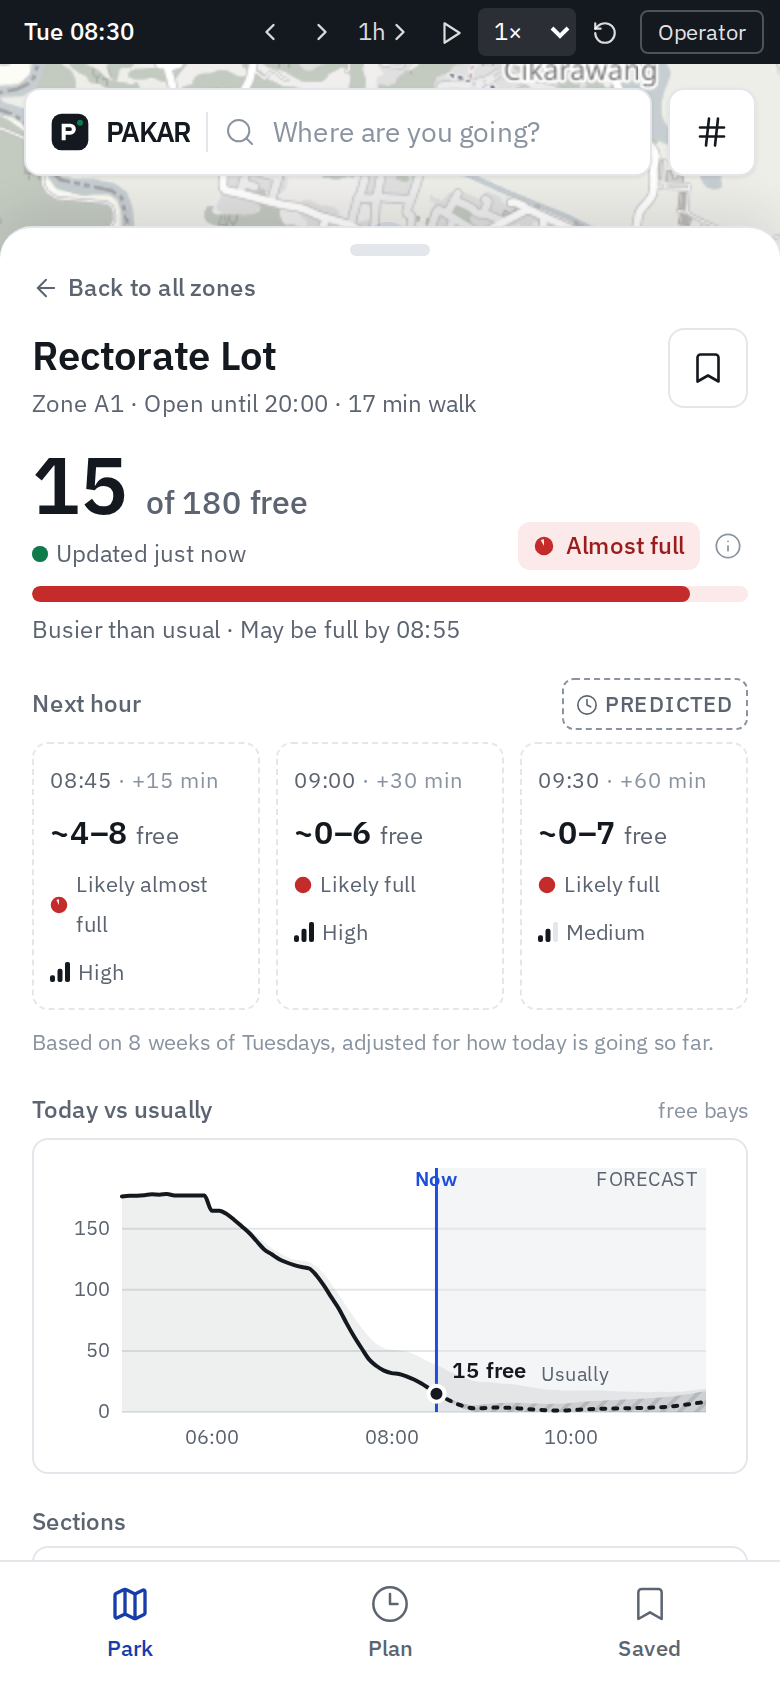 Tue 08:30
1h
1×
Operator
Cikarawang
P PAKAR
Where are you going?
Back to all zones
Rectorate Lot
Zone A1 · Open until 20:00 · 17 min walk
15 of 180 free
Updated just now
Almost full
Busier than usual · May be full by 08:55
Next hour
PREDICTED
08:45 · +15 min
~4–8 free
Likely almost
full
High
09:00 · +30 min
~0–6 free
Likely full
High
09:30 · +60 min
~0–7 free
Likely full
Medium
Based on 8 weeks of Tuesdays, adjusted for how today is going so far.
Today vs usually
free bays
Now
FORECAST
150
100
50
0
15 free
Usually
06:00
08:00
10:00
Sections
Park
Plan
Saved